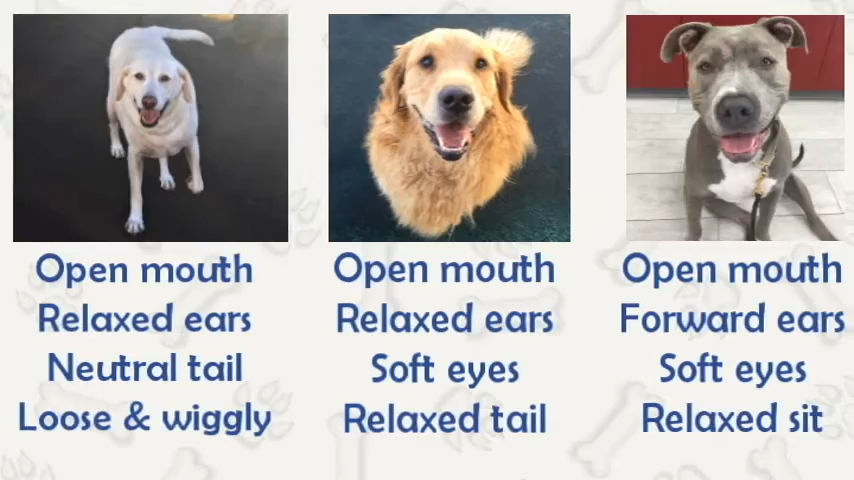 Open mouth
Relaxed ears
Neutral tail
Loose & wiggly
Open mouth
Relaxed ears
Soft eyes
Relaxed tail
Open mouth
Forward ears
Soft eyes
Relaxed sit